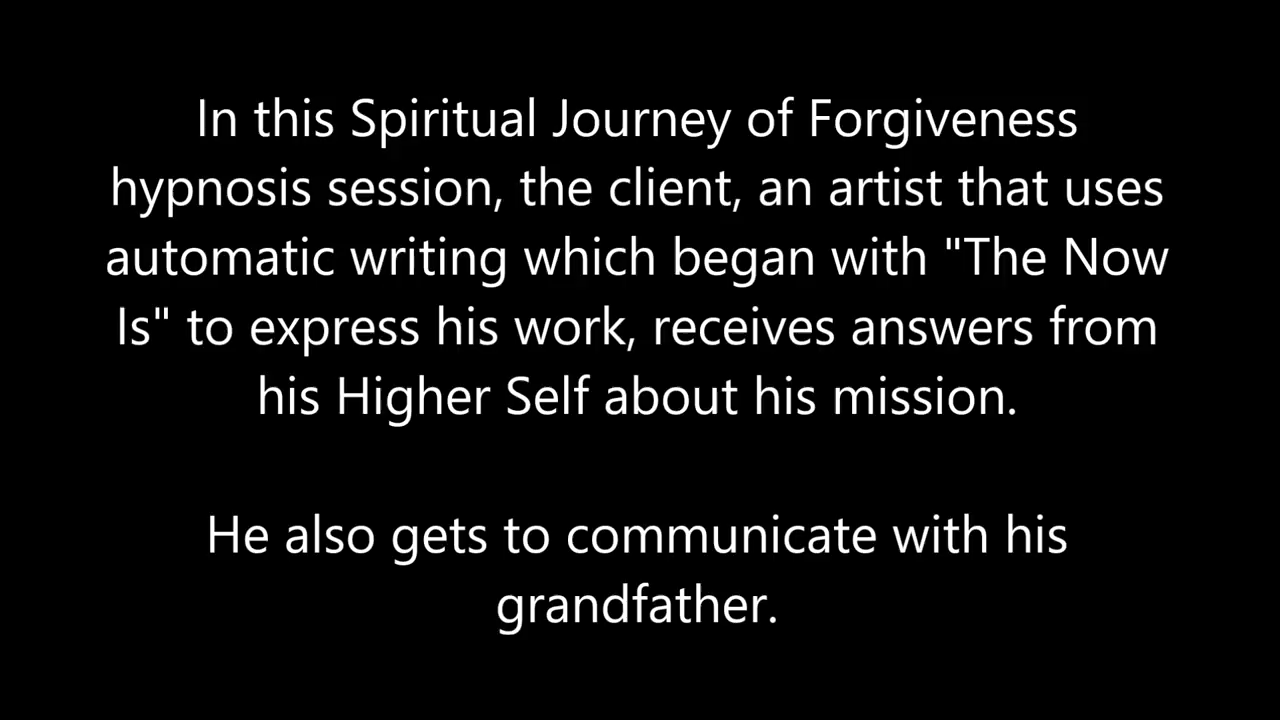 In this Spiritual Journey of Forgiveness
hypnosis session, the client, an artist that uses
automatic writing which began with "The Now
Is" to express his work, receives answers from
his Higher Self about his mission.
He also gets to communicate with his
grandfather.